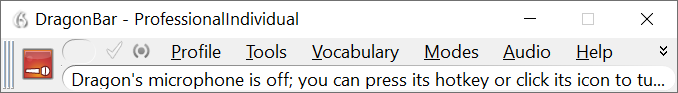 DragonBar - ProfessionalIndividual
Profile Tools Vocabulary Modes Audio Help
Dragon's microphone is off; you can press its hotkey or click its icon to tu...